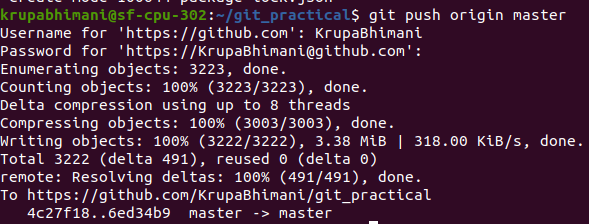 krupabhimani@sf-cpu-302:~/git_practical$ git push origin master
Username for 'https://github.com': KrupaBhimani
Password for 'https://KrupaBhimani@github.com':
Enumerating objects: 3223, done.
Counting objects: 100% (3223/3223), done.
Delta compression using up to 8 threads
Compressing objects: 100% (3003/3003), done.
Writing objects: 100% (3222/3222), 3.38 MiB | 318.00 KiB/s, done.
Total 3222 (delta 491), reused 0 (delta 0)
remote: Resolving deltas: 100% (491/491), done.
To https://github.com/KrupaBhimani/git_practical
   4c27f18..6ed34b9  master -> master